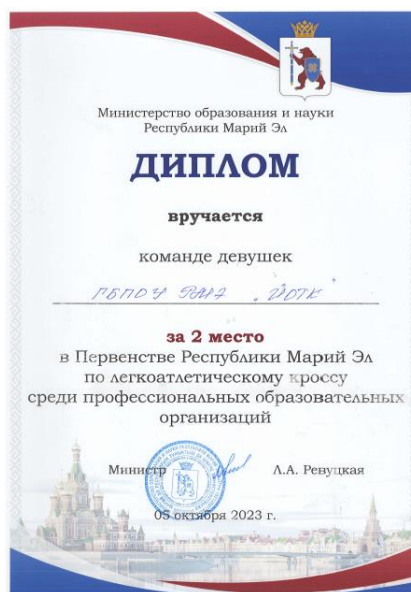 Министерство образования и науки
Республики Марий Эл
ДИПЛОМ
вручается
команде девушек
ГБПОУ РМЭ "ЙОТК"
за 2 место
в Первенстве Республики Марий Эл
по легкоатлетическому кроссу
среди профессиональных образовательных
организаций
Министр
Л.А. Ревуцкая
05 октября 2023 г.